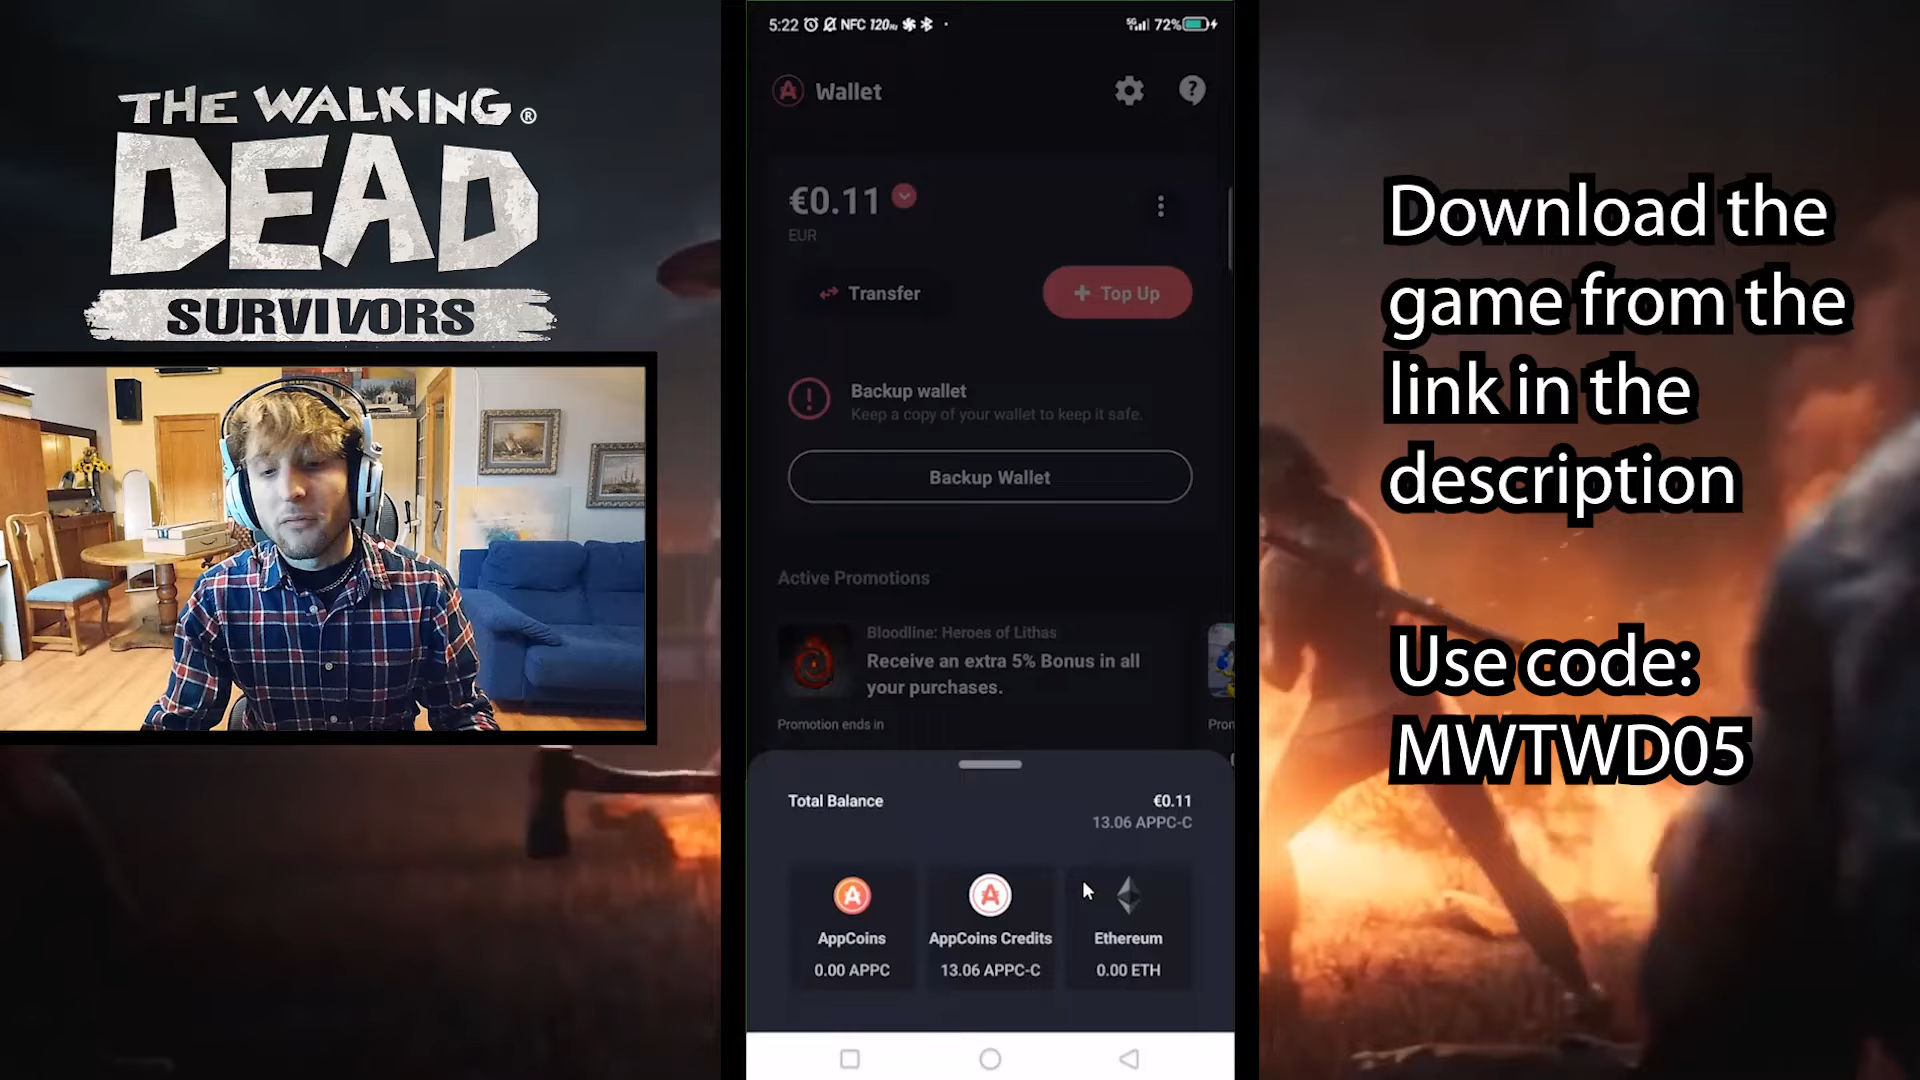 THE WALKING®
DEAD
SURVIVORS
5:22 NFC 120Hz
5G 72%
Wallet
€0.11
EUR
Transfer
+ Top Up
Backup wallet
Keep a copy of your wallet to keep it safe.
Backup Wallet
Active Promotions
Bloodline: Heroes of Lithas
Receive an extra 5% Bonus in all
your purchases.
Promotion ends in
Pron
Total Balance
€0.11
13.06 APPC-C
AppCoins
0.00 APPC
AppCoins Credits
13.06 APPC-C
Ethereum
0.00 ETH
Download the
game from the
link in the
description
Use code:
MWTWD05